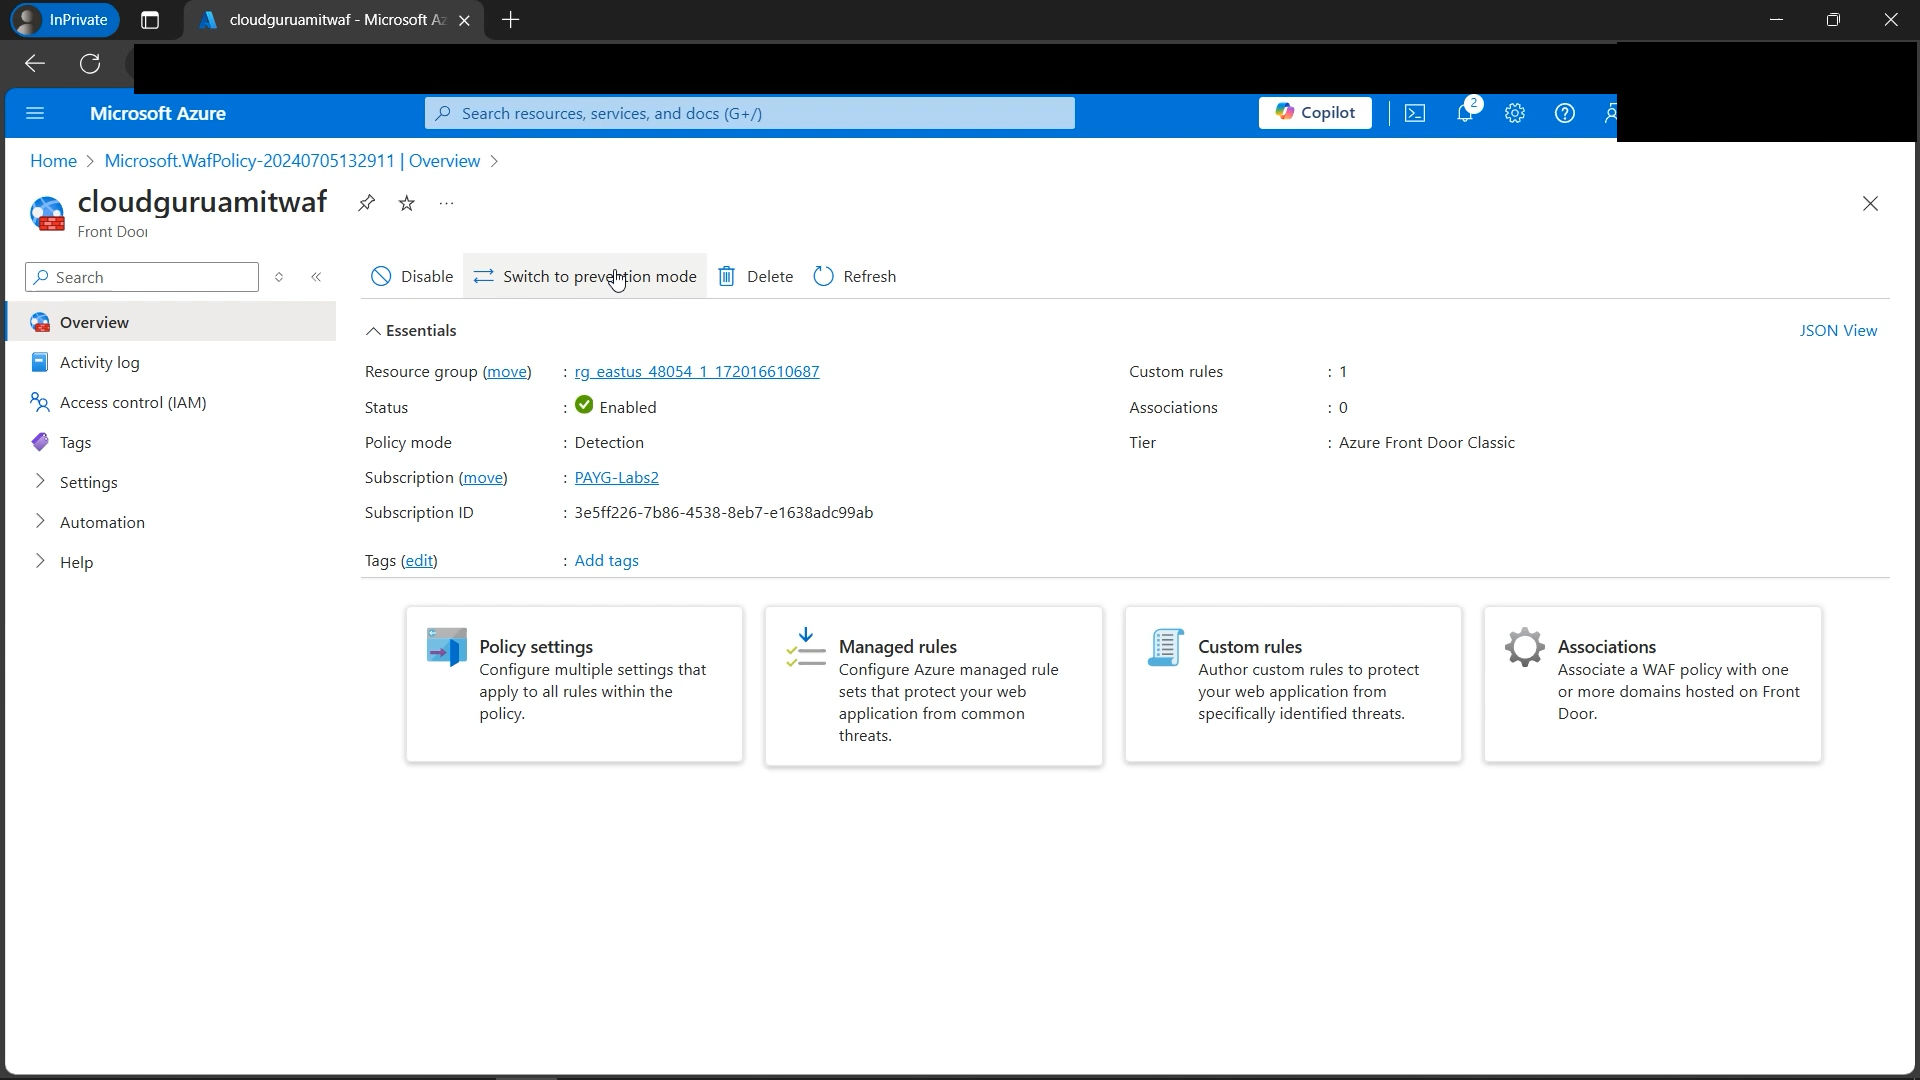 InPrivate
cloudguruamitwaf - Microsoft Az
Microsoft Azure
Search resources, services, and docs (G+/)
Copilot
2
Home > Microsoft.WafPolicy-20240705132911 | Overview >
cloudguruamitwaf
Front Door
Search
Disable
Switch to prevention mode
Delete
Refresh
Overview
Activity log
Access control (IAM)
Tags
Settings
Automation
Help
Essentials
JSON View
Resource group (move) : rg_eastus_48054_1_172016610687
Status : Enabled
Policy mode : Detection
Subscription (move) : PAYG-Labs2
Subscription ID : 3e5ff226-7b86-4538-8eb7-e1638adc99ab
Tags (edit) : Add tags
Custom rules : 1
Associations : 0
Tier : Azure Front Door Classic
Policy settings
Configure multiple settings that
apply to all rules within the
policy.
Managed rules
Configure Azure managed rule
sets that protect your web
application from common
threats.
Custom rules
Author custom rules to protect
your web application from
specifically identified threats.
Associations
Associate a WAF policy with one
or more domains hosted on Front
Door.